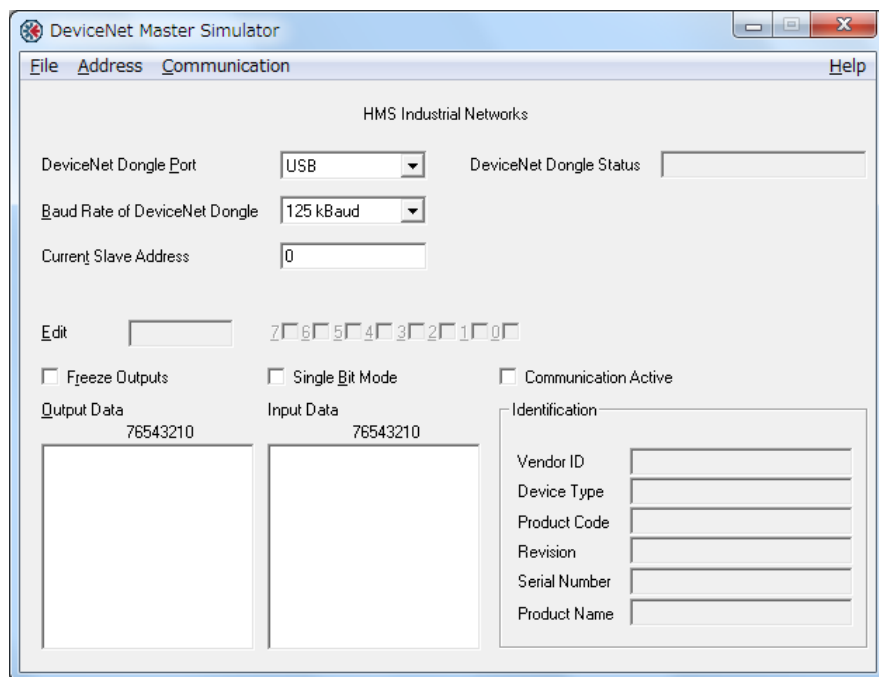 DeviceNet Master Simulator
File Address Communication Help
HMS Industrial Networks
DeviceNet Dongle Port USB DeviceNet Dongle Status
Baud Rate of DeviceNet Dongle 125 kBaud
Current Slave Address 0
Edit 7 6 5 4 3 2 1 0
Freeze Outputs Single Bit Mode Communication Active
Output Data Input Data Identification
76543210 76543210
Vendor ID
Device Type
Product Code
Revision
Serial Number
Product Name